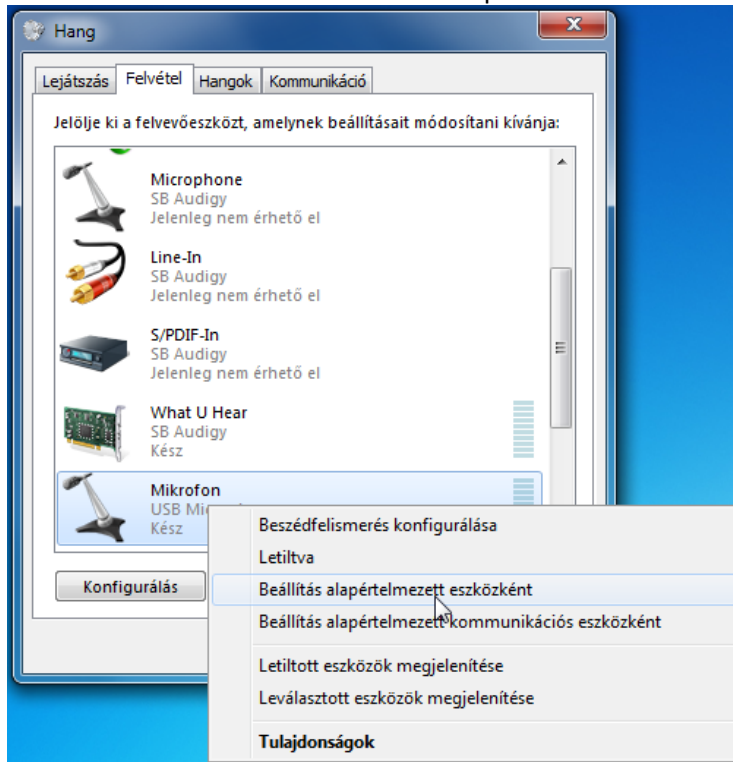 Hang
Lejátszás Felvétel Hangok Kommunikáció
Jelölje ki a felvevőeszközt, amelynek beállításait módosítani kívánja:
Microphone
SB Audigy
Jelenleg nem érhető el
Line-In
SB Audigy
Jelenleg nem érhető el
S/PDIF-In
SB Audigy
Jelenleg nem érhető el
What U Hear
SB Audigy
Kész
Mikrofon
USB
Kész
Konfigurálás
Beszédfelismerés konfigurálása
Letiltva
Beállítás alapértelmezett eszközként
Beállítás alapértelmezett kommunikációs eszközként
Letiltott eszközök megjelenítése
Leválasztott eszközök megjelenítése
Tulajdonságok